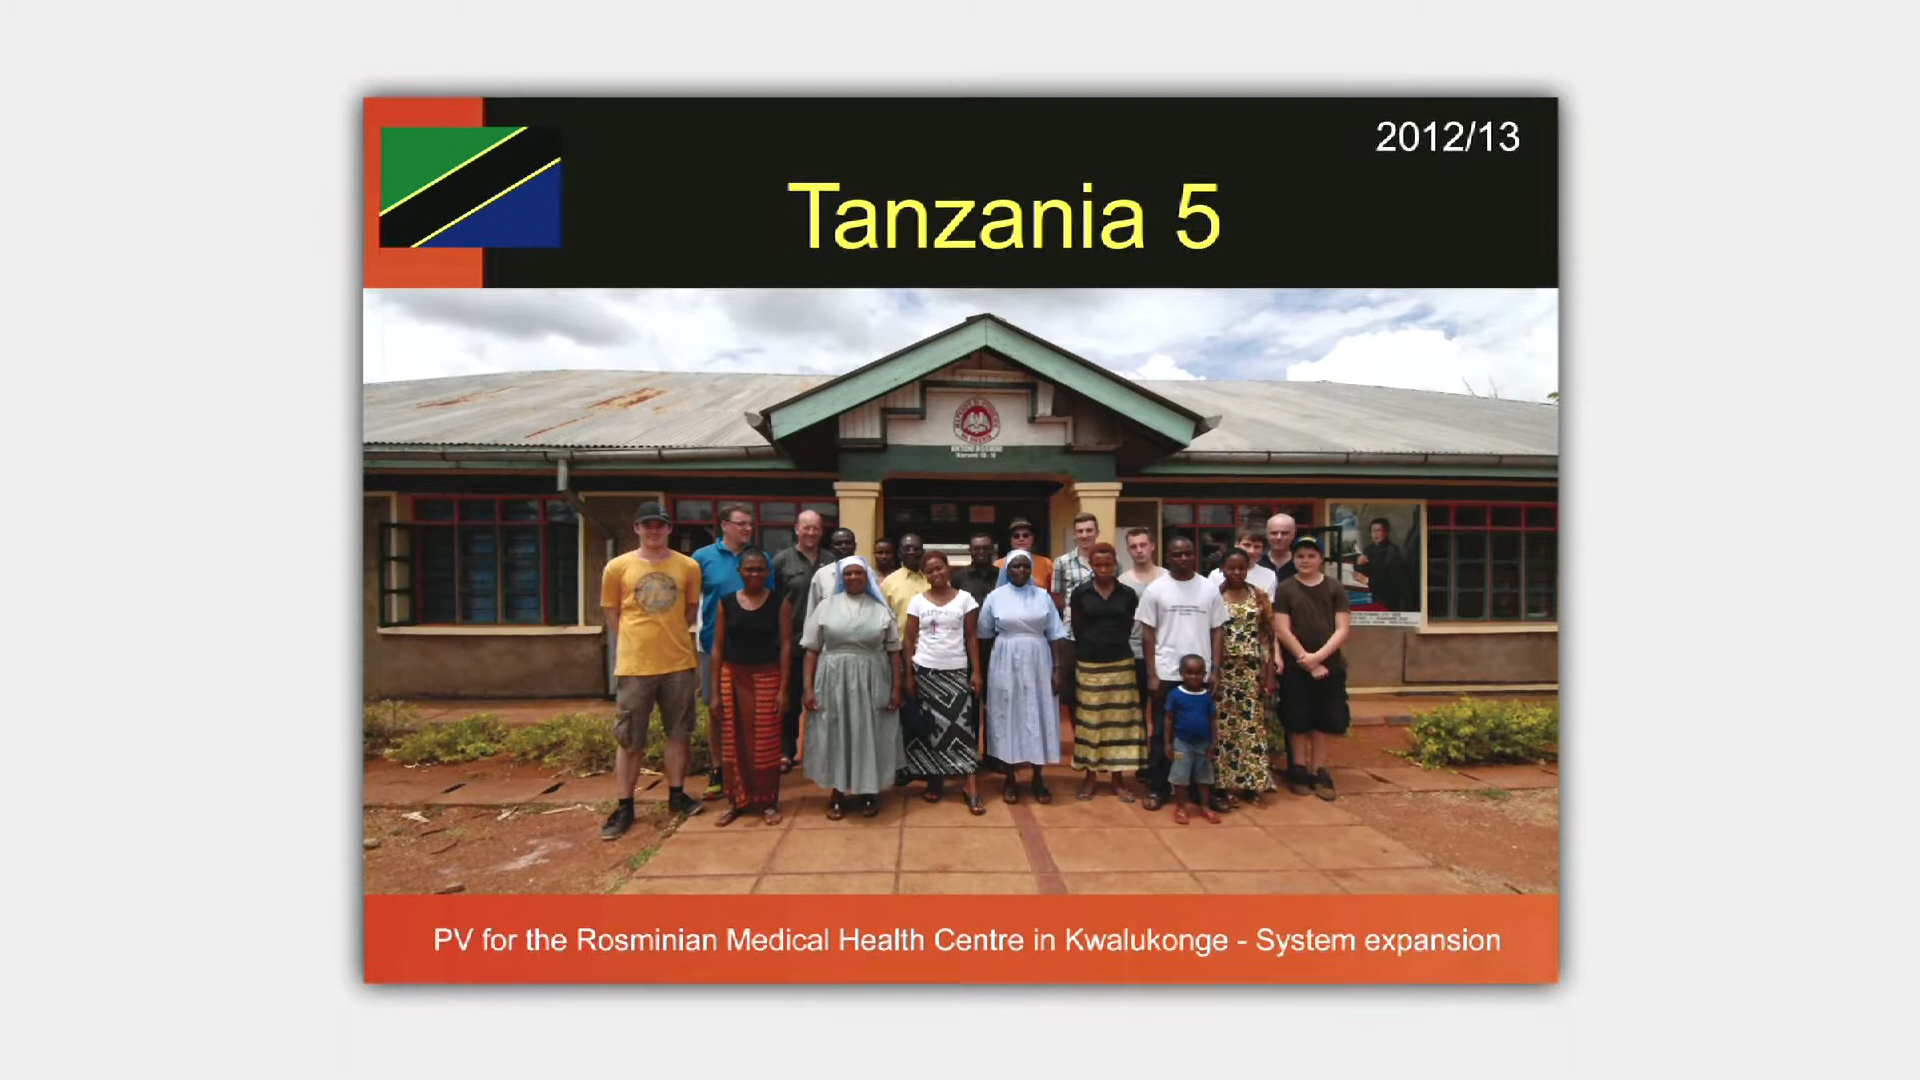 2012/13
Tanzania 5
PV for the Rosminian Medical Health Centre in Kwalukonge - System expansion